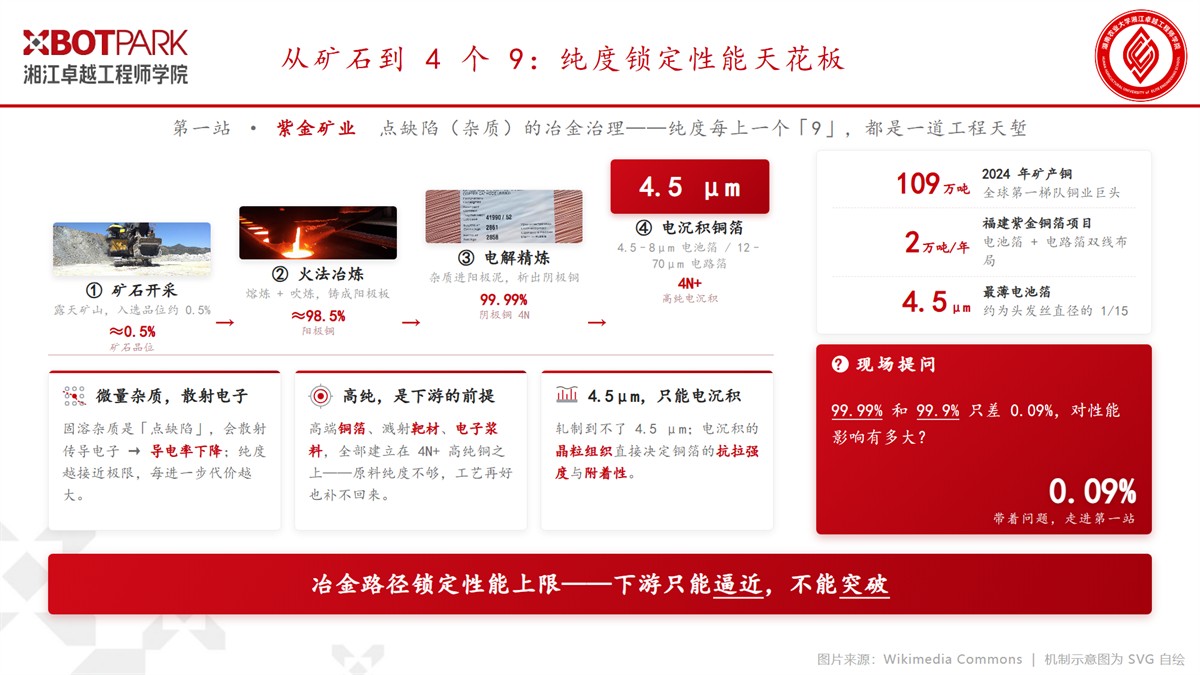 XBOTPARK
湘江卓越工程师学院
从矿石到 4 个 9：纯度锁定性能天花板
第一站 · 紫金矿业 点缺陷（杂质）的冶金治理——纯度每上一个「9」，都是一道工程天堑
① 矿石开采
露天矿山，入选品位约 0.5%
≈0.5%
矿石品位
→
② 火法冶炼
熔炼 + 吹炼，铸成阳极板
≈98.5%
阳极铜
→
③ 电解精炼
杂质进阳极泥，析出阴极铜
99.99%
阴极铜 4N
→
4.5 μm
④ 电沉积铜箔
4.5–8μm 电池箔 / 12–
70μm 电路箔
4N+
高纯电沉积
109 万吨
2024 年矿产铜
全球第一梯队铜业巨头
2 万吨/年
福建紫金铜箔项目
电池箔 + 电路箔双线布
局
4.5 μm
最薄电池箔
约为头发丝直径的 1/15
微量杂质，散射电子
固溶杂质是「点缺陷」，会散射
传导电子 → 导电率下降；纯度
越接近极限，每进一步代价越
大。
高纯，是下游的前提
高端铜箔、溅射靶材、电子浆
料，全部建立在 4N+ 高纯铜之
上——原料纯度不够，工艺再好
也补不回来。
4.5μm，只能电沉积
轧制到不了 4.5 μm；电沉积的
晶粒组织直接决定铜箔的抗拉强
度与附着性。
? 现场提问
99.99% 和 99.9% 只差 0.09%，对性能
影响有多大？
0.09%
带着问题，走进第一站
冶金路径锁定性能上限——下游只能逼近，不能突破
图片来源：Wikimedia Commons | 机制示意图为 SVG 自绘